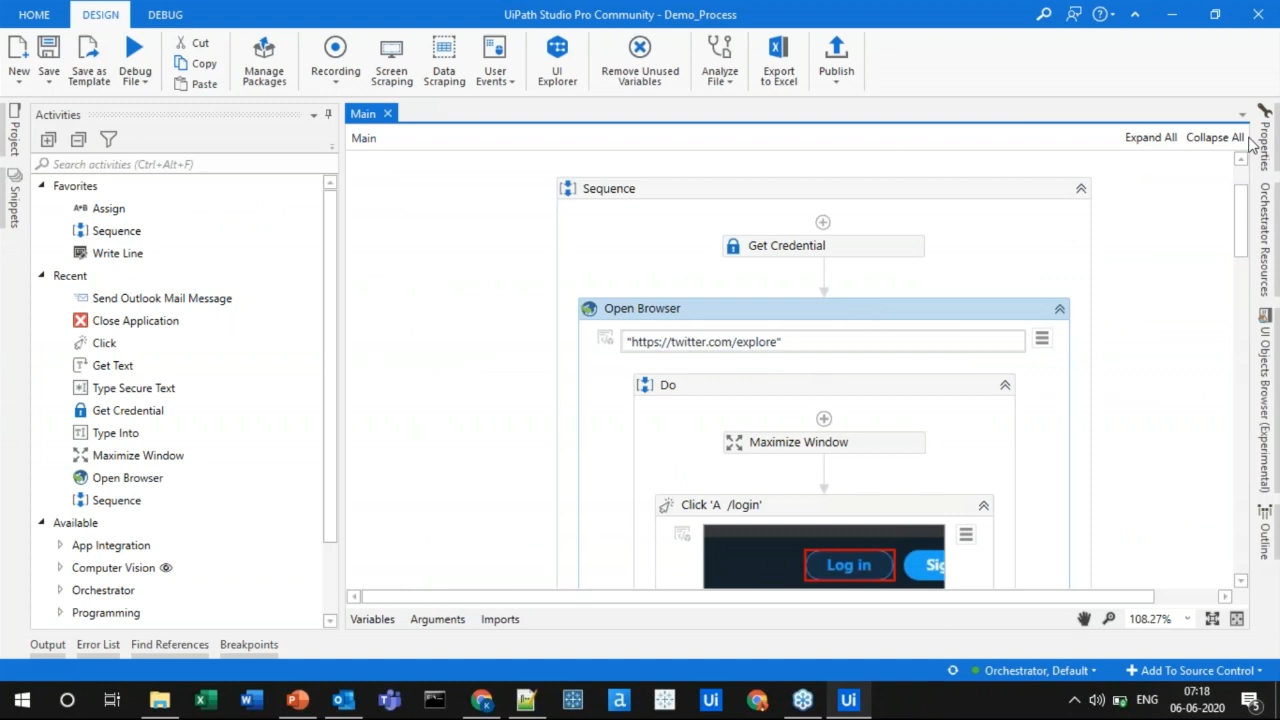 HOME DESIGN DEBUG UiPath Studio Pro Community - Demo_Process
New Save Save as Template Debug File Cut Copy Paste Manage Packages Recording Screen Scraping Data Scraping User Events UI Explorer Remove Unused Variables Analyze File Export to Excel Publish
Project
Snippets
Activities
Search activities (Ctrl+Alt+F)
Favorites
Assign
Sequence
Write Line
Recent
Send Outlook Mail Message
Close Application
Click
Get Text
Type Secure Text
Get Credential
Type Into
Maximize Window
Open Browser
Sequence
Available
App Integration
Computer Vision
Orchestrator
Programming
Main
Main
Expand All Collapse All
Sequence
Get Credential
Open Browser
"https://twitter.com/explore"
Do
Maximize Window
Click 'A /login'
Log in Sig
Properties
Orchestrator Resources
UI Objects Browser (Experimental)
Outline
Variables Arguments Imports 108.27%
Output Error List Find References Breakpoints
Orchestrator, Default Add To Source Control
ENG
07:18
06-06-2020
5